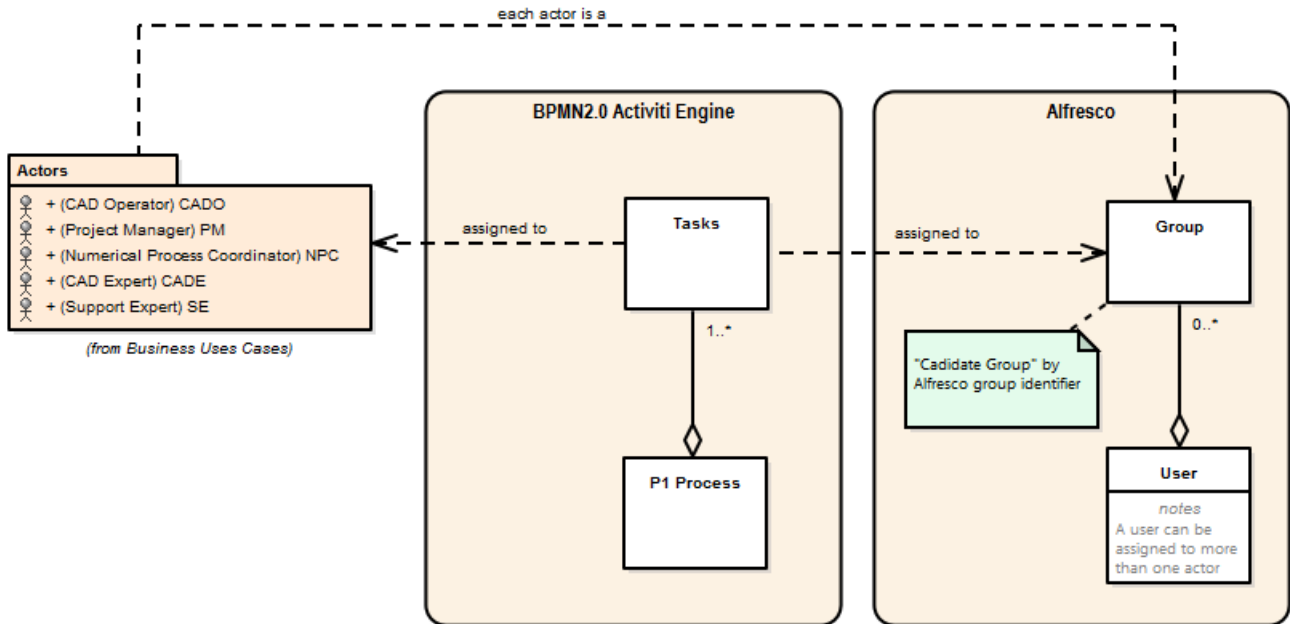 each actor is a
BPMN2.0 Activiti Engine
Alfresco
Actors
+ (CAD Operator) CADO
+ (Project Manager) PM
+ (Numerical Process Coordinator) NPC
+ (CAD Expert) CADE
+ (Support Expert) SE
(from Business Uses Cases)
assigned to
Tasks
assigned to
Group
1..*
0..*
"Cadidate Group" by
Alfresco group identifier
P1 Process
User
notes
A user can be
assigned to more
than one actor